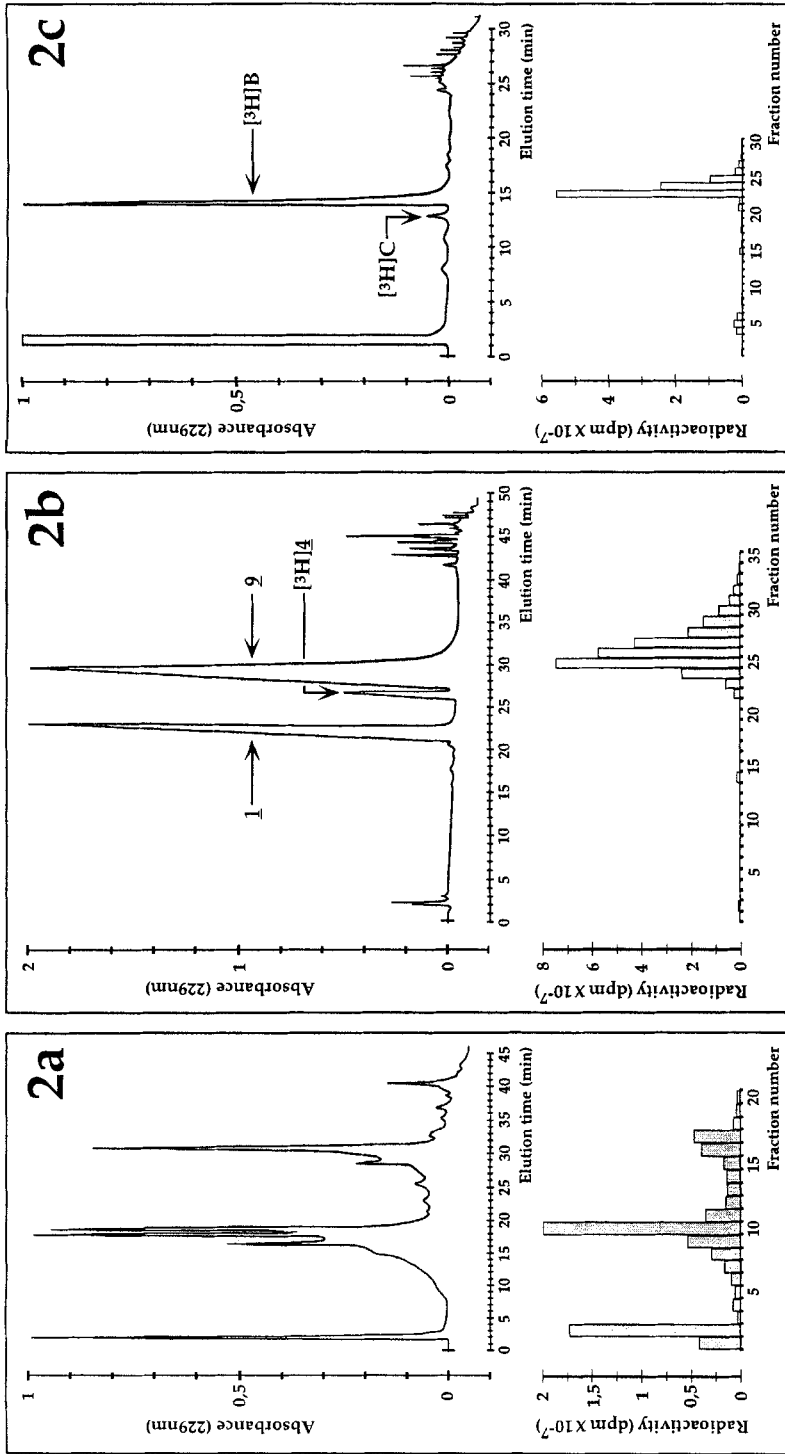 2a
Absorbance (229nm)
1
0,5
0
0 5 10 15 20 25 30 35 40 45
Elution time (min)
Radioactivity (dpm X10⁻⁷)
2
1,5
1
0,5
0
5 10 15 20
Fraction number
2b
Absorbance (229nm)
2
1
0
1
9
[³H]4
0 5 10 15 20 25 30 35 40 45 50
Elution time (min)
Radioactivity (dpm X10⁻⁷)
8
6
4
2
0
5 10 15 20 25 30 35
Fraction number
2c
Absorbance (229nm)
1
0,5
0
[³H]B
[³H]C
0 5 10 15 20 25 30
Elution time (min)
Radioactivity (dpm X10⁻⁷)
6
4
2
0
5 10 15 20 25 30
Fraction number